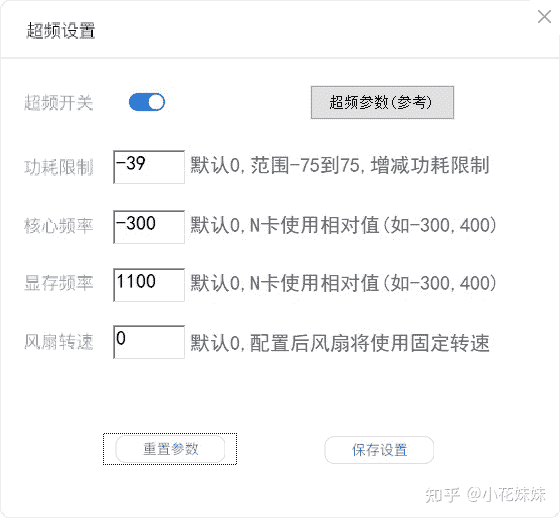 超频设置
超频开关
超频参数(参考)
功耗限制 -39 默认0,范围-75到75,增减功耗限制
核心频率 -300 默认0,N卡使用相对值(如-300,400)
显存频率 1100 默认0,N卡使用相对值(如-300,400)
风扇转速 0 默认0,配置后风扇将使用固定转速
重置参数 保存设置
知乎 @小花妹妹